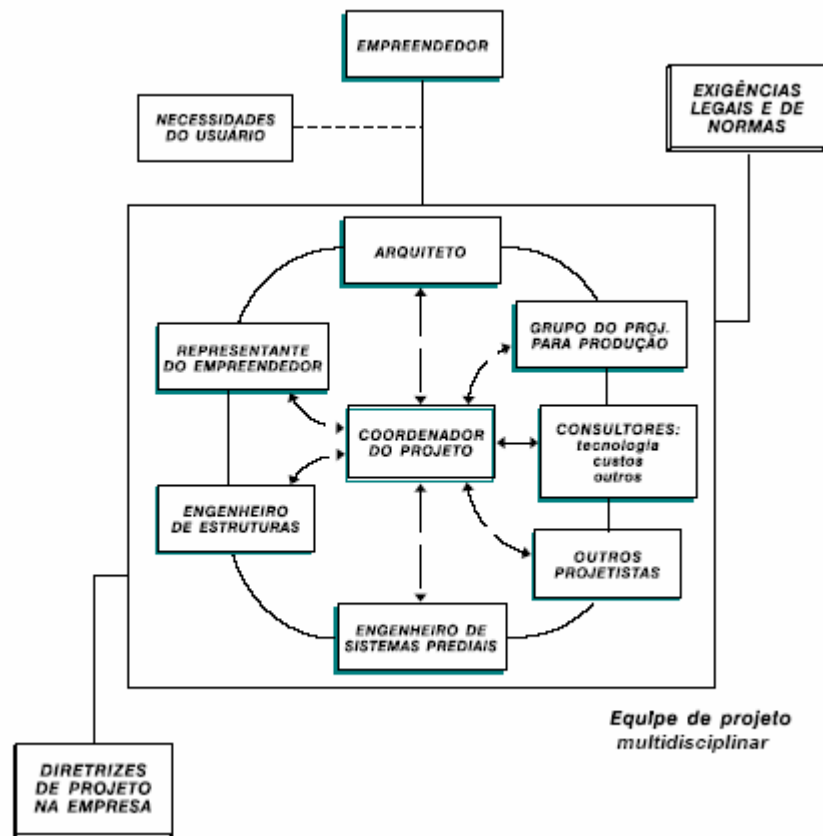 EMPREENDEDOR
EXIGÊNCIAS
LEGAIS E DE
NORMAS
NECESSIDADES
DO USUÁRIO
ARQUITETO
GRUPO DO PROJ.
PARA PRODUÇÃO
REPRESENTANTE
DO EMPREENDEDOR
COORDENADOR
DO PROJETO
CONSULTORES:
tecnologia
custos
outros
ENGENHEIRO
DE ESTRUTURAS
OUTROS
PROJETISTAS
ENGENHEIRO DE
SISTEMAS PREDIAIS
Equipe de projeto
multidisciplinar
DIRETRIZES
DE PROJETO
NA EMPRESA